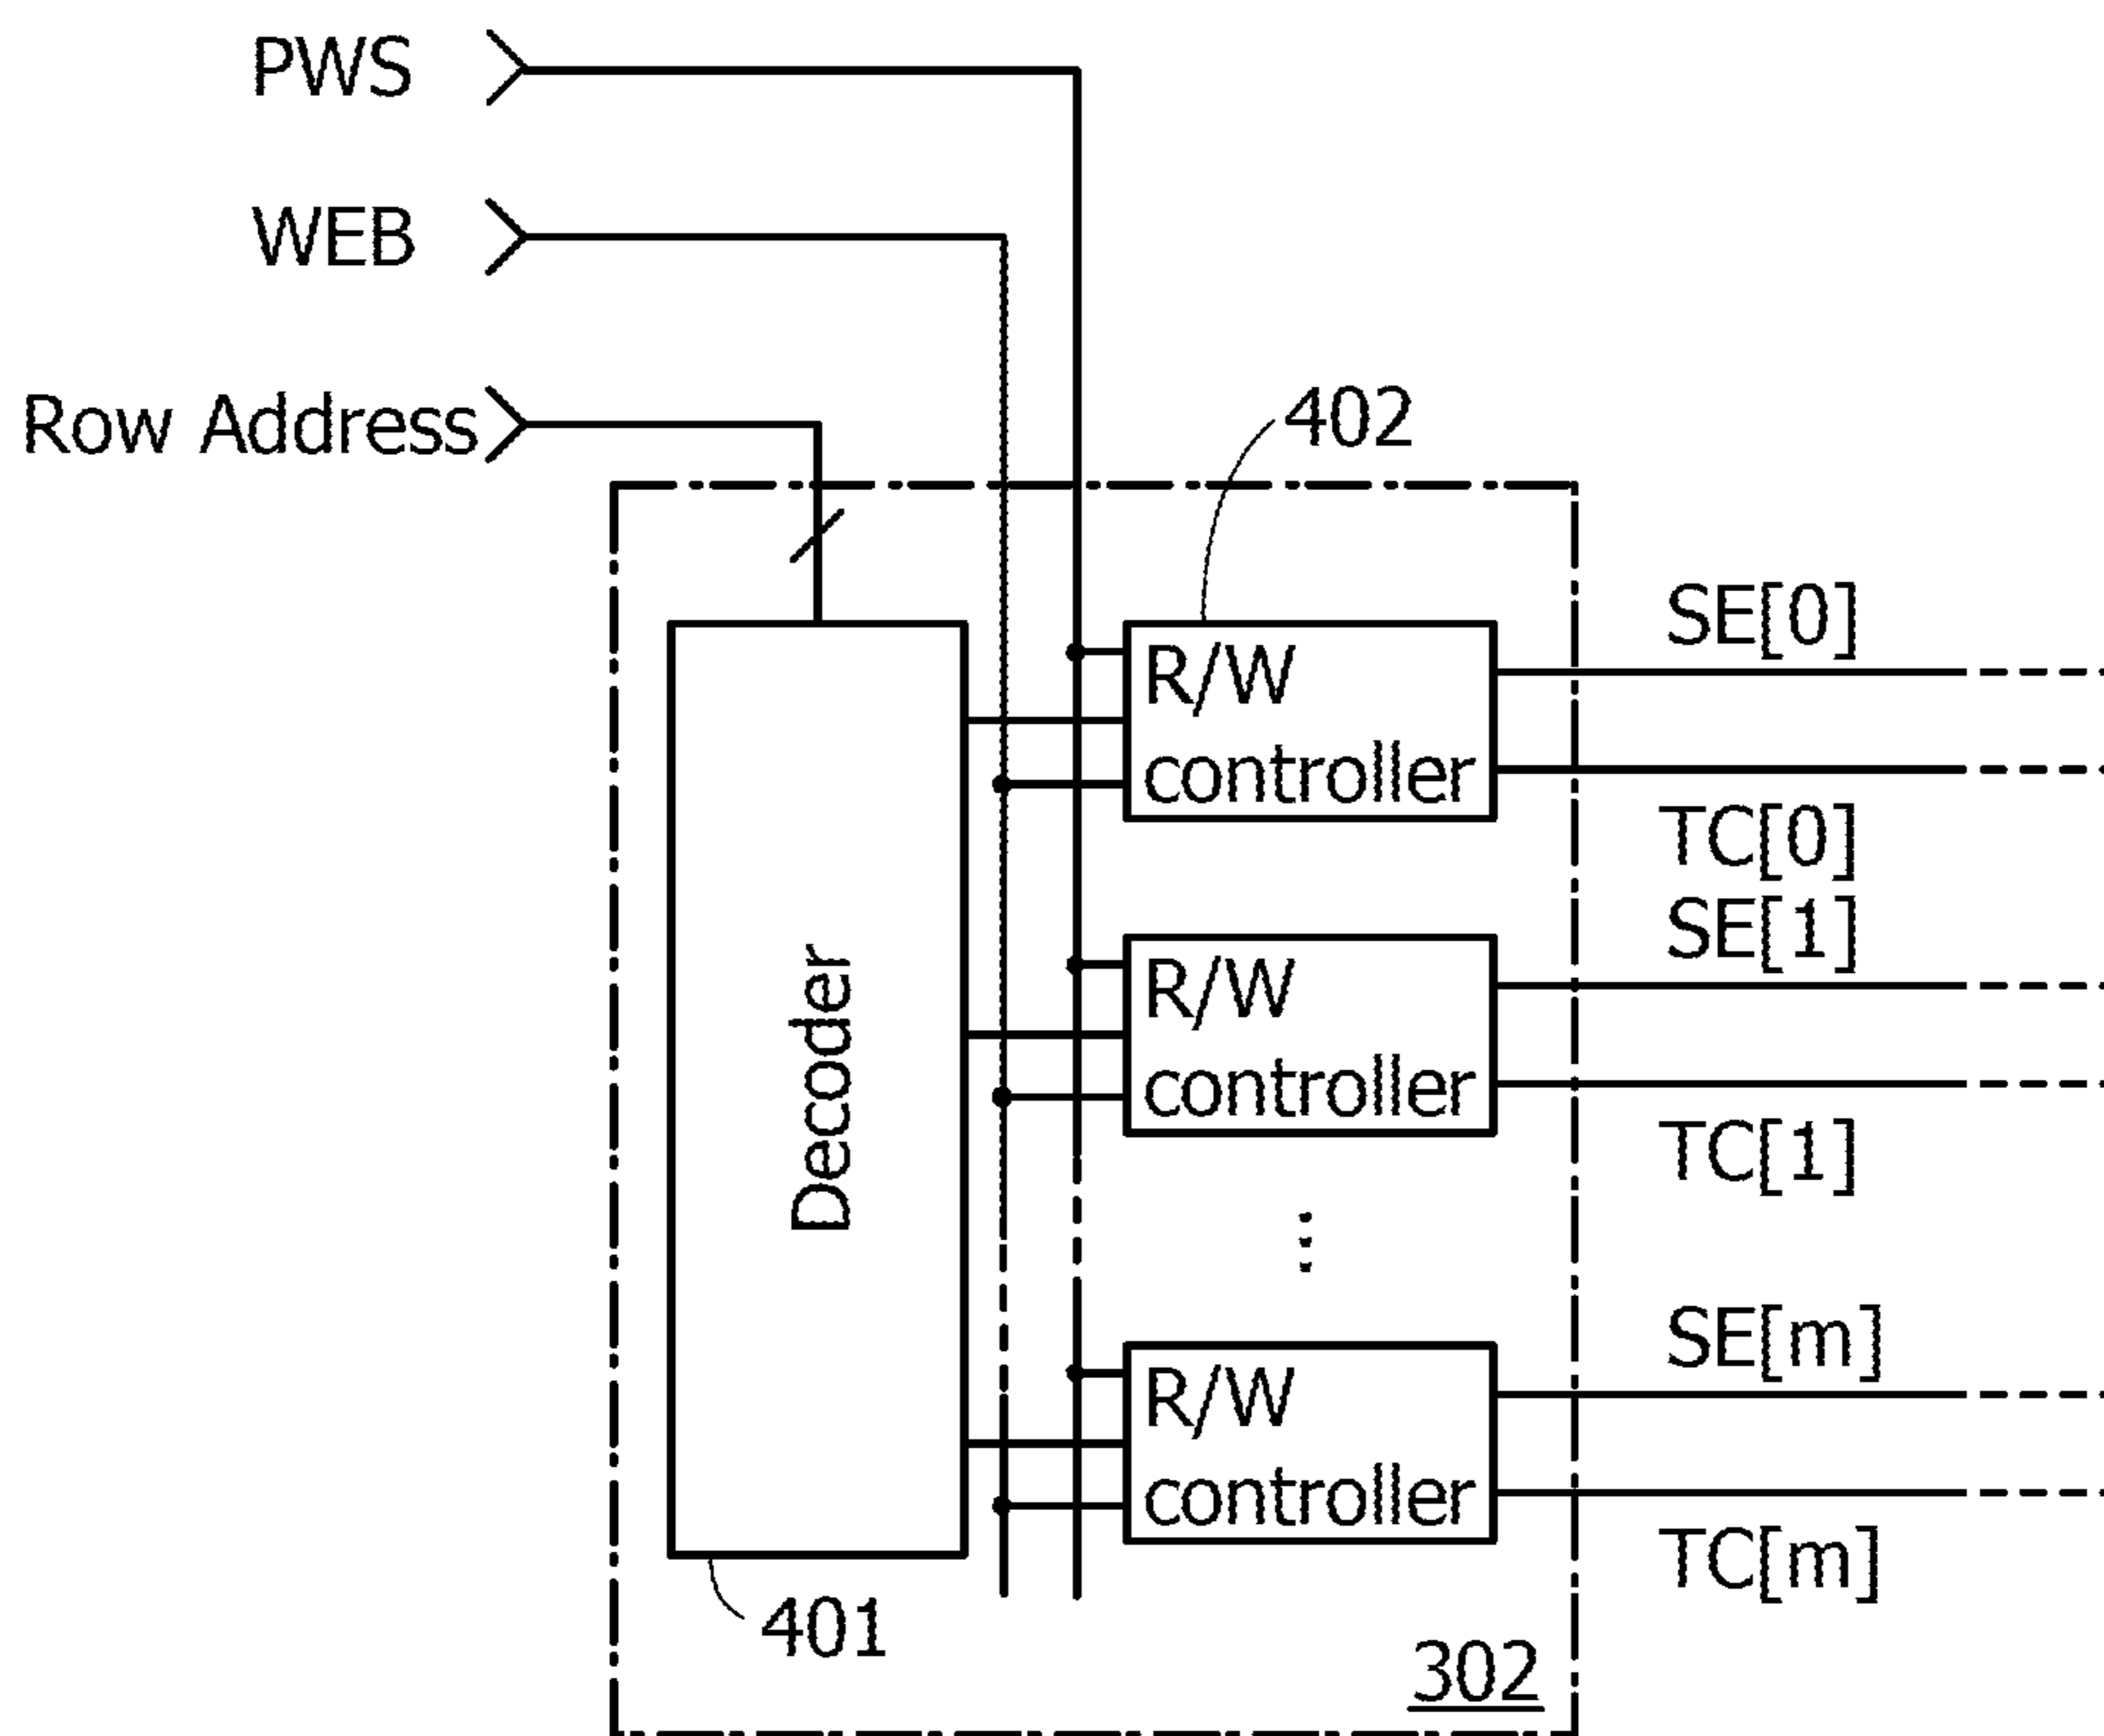 PWS
WEB
Row Address
402
R/W
controller
SE[0]
TC[0]
Decoder
R/W
controller
SE[1]
TC[1]
R/W
controller
SE[m]
TC[m]
401
302